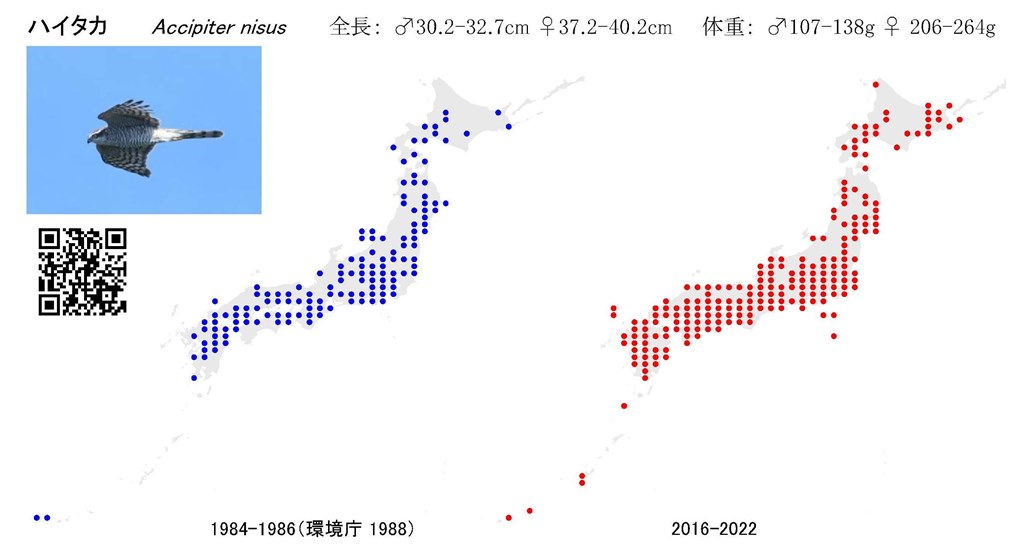 ハイタカ Accipiter nisus 全長: ♂30.2-32.7cm ♀37.2-40.2cm 体重: ♂107-138g ♀ 206-264g
1984-1986(環境庁 1988) 2016-2022